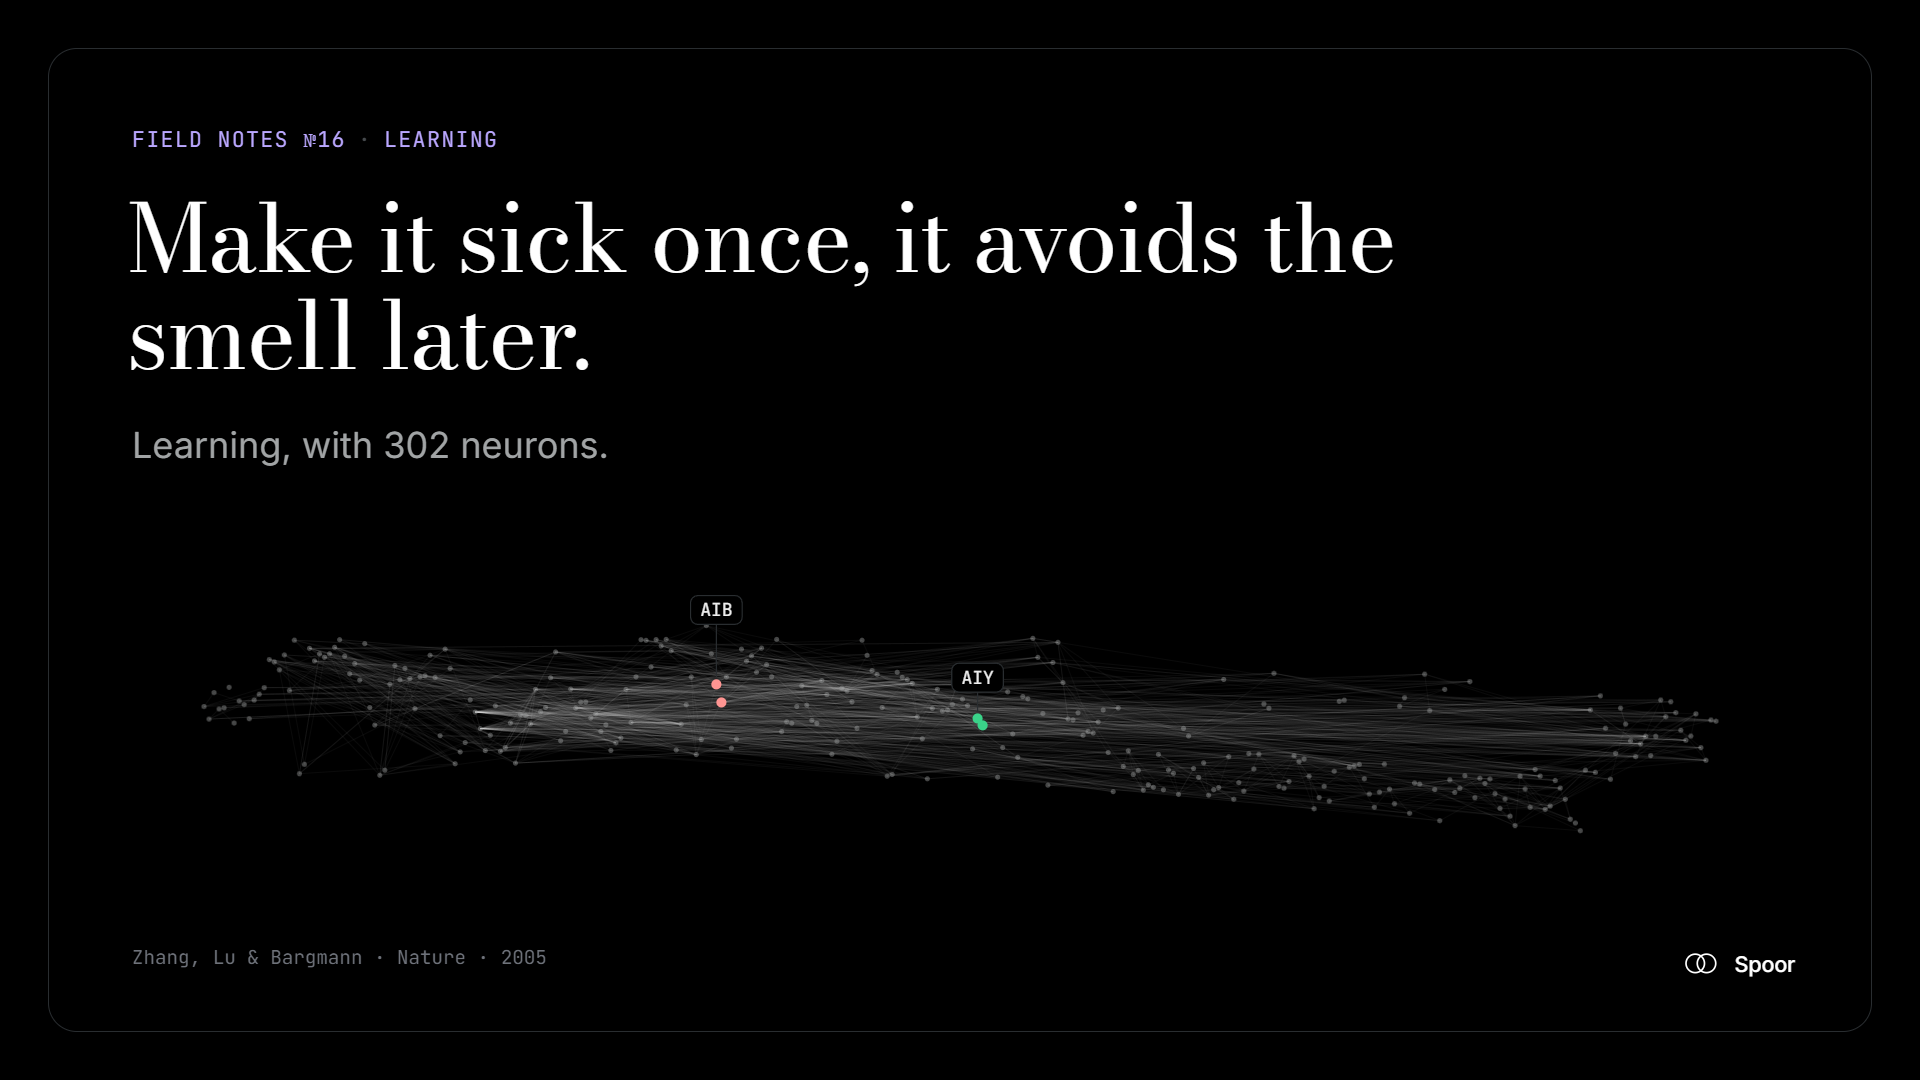 FIELD NOTES №16 · LEARNING
Make it sick once, it avoids the
smell later.
Learning, with 302 neurons.
AIB
AIY
Zhang, Lu & Bargmann · Nature · 2005
Spoor